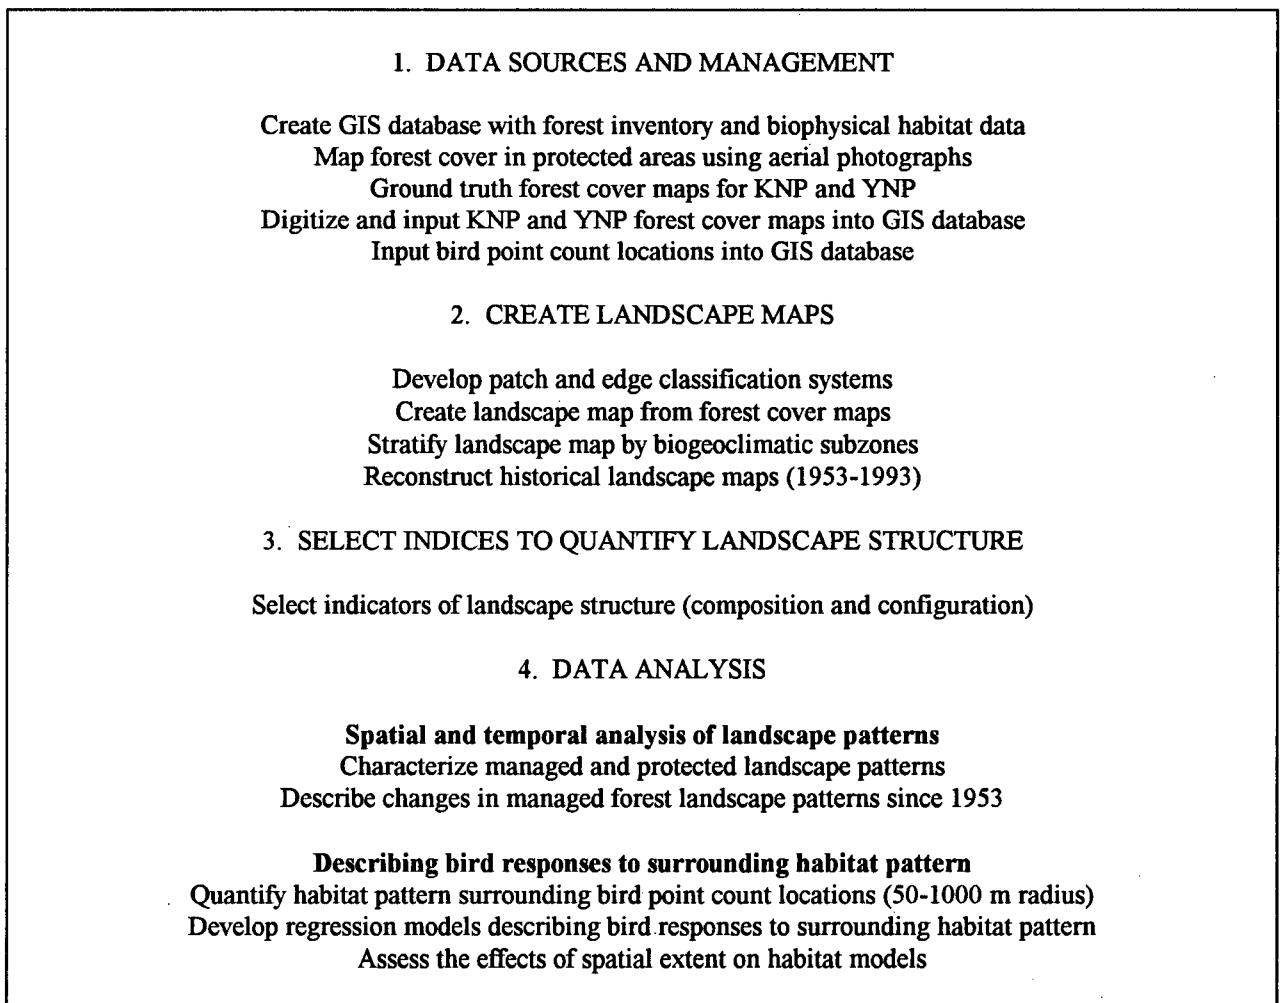 1. DATA SOURCES AND MANAGEMENT
Create GIS database with forest inventory and biophysical habitat data
Map forest cover in protected areas using aerial photographs
Ground truth forest cover maps for KNP and YNP
Digitize and input KNP and YNP forest cover maps into GIS database
Input bird point count locations into GIS database
2. CREATE LANDSCAPE MAPS
Develop patch and edge classification systems
Create landscape map from forest cover maps
Stratify landscape map by biogeoclimatic subzones
Reconstruct historical landscape maps (1953-1993)
3. SELECT INDICES TO QUANTIFY LANDSCAPE STRUCTURE
Select indicators of landscape structure (composition and configuration)
4. DATA ANALYSIS
Spatial and temporal analysis of landscape patterns
Characterize managed and protected landscape patterns
Describe changes in managed forest landscape patterns since 1953
Describing bird responses to surrounding habitat pattern
Quantify habitat pattern surrounding bird point count locations (50-1000 m radius)
Develop regression models describing bird responses to surrounding habitat pattern
Assess the effects of spatial extent on habitat models